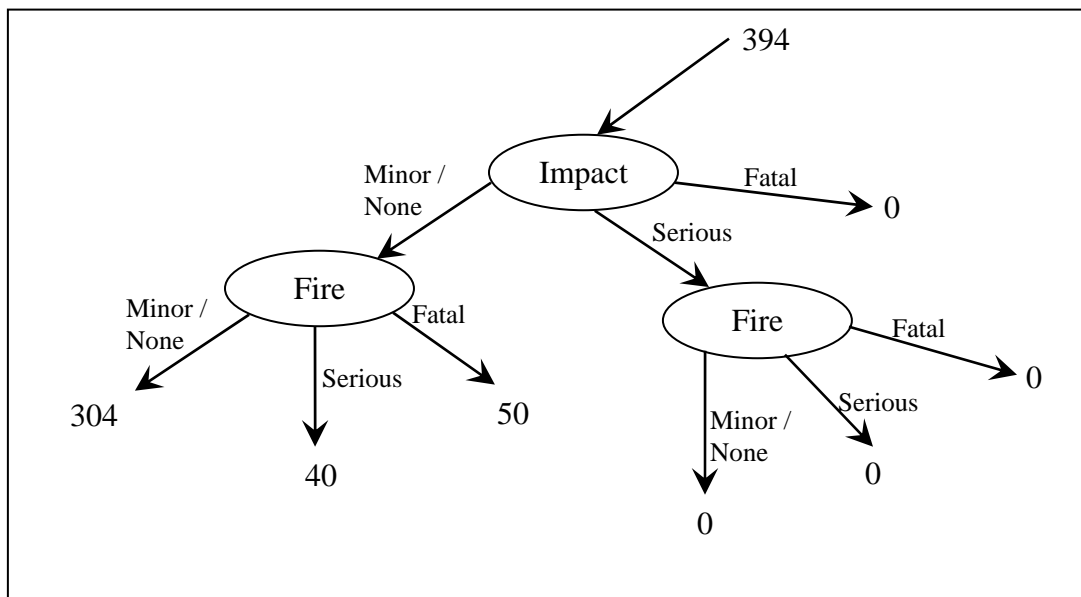 394
Impact
Minor /
None
Fatal
0
Serious
Fire
Minor /
None
Fatal
Serious
304
40
50
Fire
Fatal
0
Serious
0
Minor /
None
0